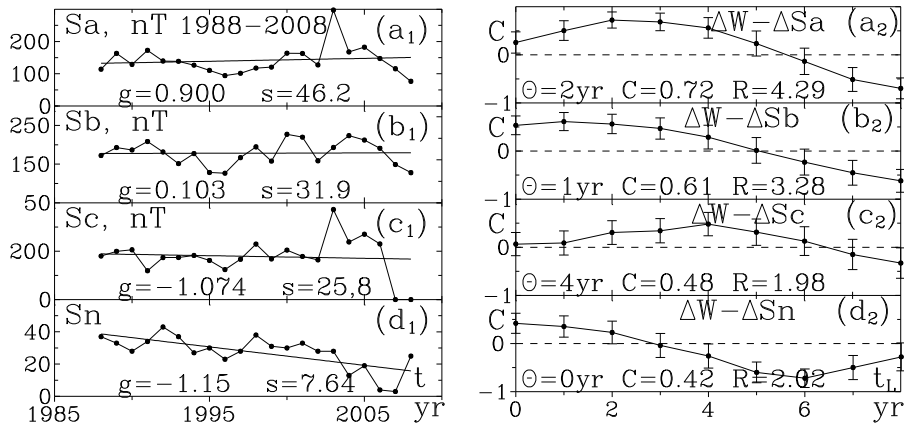 Sa, nT 1988−2008 (a1)
300
200
100
0
g=0.900 s=46.2
Sb, nT (b1)
250
150
50
g=0.103 s=31.9
Sc, nT (c1)
200
0
g=−1.074 s=25,8
Sn (d1)
40
20
0
g=−1.15 s=7.64 t
1985 1995 2005 yr
C ΔW−ΔSa (a2)
0
Θ=2yr C=0.72 R=4.29
−1
C ΔW−ΔSb (b2)
0
Θ=1yr C=0.61 R=3.28
−1
C ΔW−ΔSc (c2)
0
Θ=4yr C=0.48 R=1.98
−1
C ΔW−ΔSn (d2)
0
Θ=0yr C=0.42 R=2.02 tL
−1
0 2 4 6 yr 8